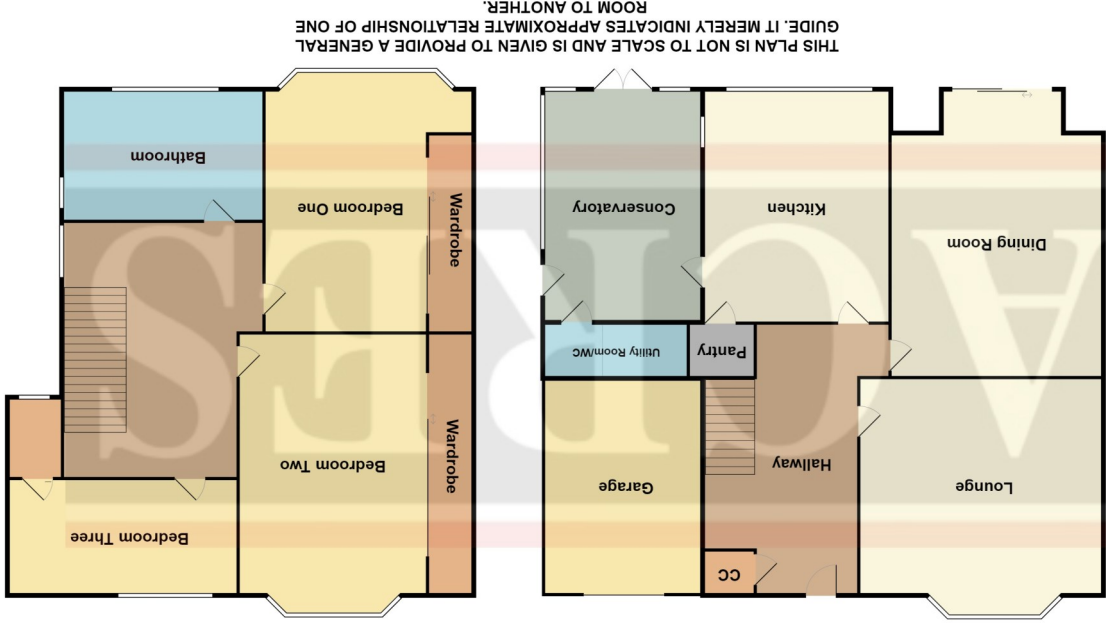 CC
Lounge
Hallway
Garage
Pantry
Utility Room/WC
Dining Room
Kitchen
Conservatory
Bedroom Three
Wardrobe
Bedroom Two
Wardrobe
Bedroom One
Bathroom
ACRES
THIS PLAN IS NOT TO SCALE AND IS GIVEN TO PROVIDE A GENERAL
GUIDE. IT MERELY INDICATES APPROXIMATE RELATIONSHIP OF ONE
ROOM TO ANOTHER.